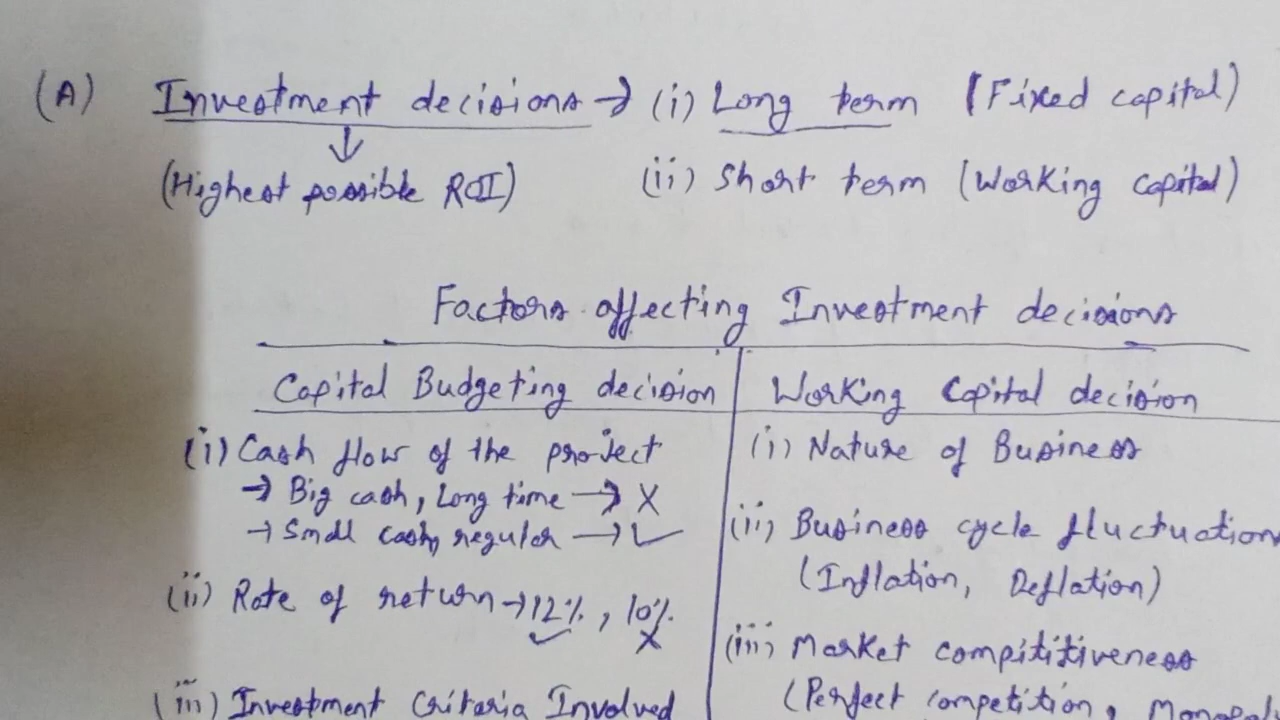 (A) Investment decisions → (i) Long term (Fixed capital)
↓
(Highest possible ROI) (ii) Short term (Working capital)
Factors affecting Investment decisions
Capital Budgeting decision
(i) Cash flow of the project
→ Big cash, Long time → X
→ Small cash, regular → ✓
(ii) Rate of return → 12% ✓, 10% X
(iii) Investment Criteria Involved
Working Capital decision
(i) Nature of Business
(ii) Business cycle fluctuation
(Inflation, Deflation)
(iii) Market compititiveness
(Perfect competition,